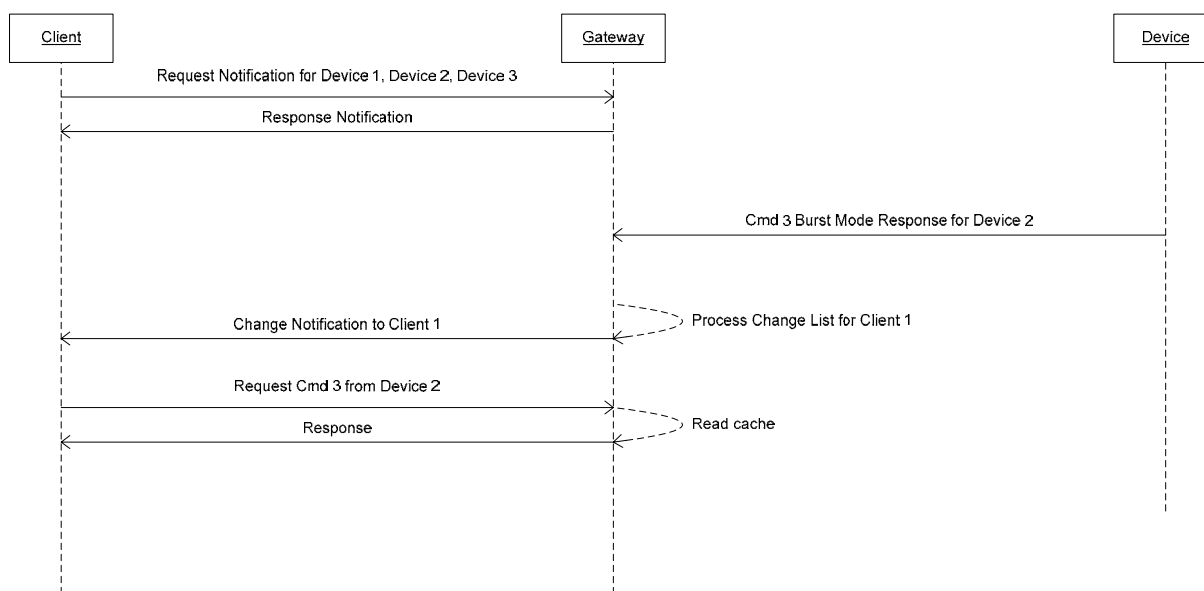 Client
Gateway
Device
Request Notification for Device 1, Device 2, Device 3
Response Notification
Cmd 3 Burst Mode Response for Device 2
Change Notification to Client 1
Process Change List for Client 1
Request Cmd 3 from Device 2
Response
Read cache